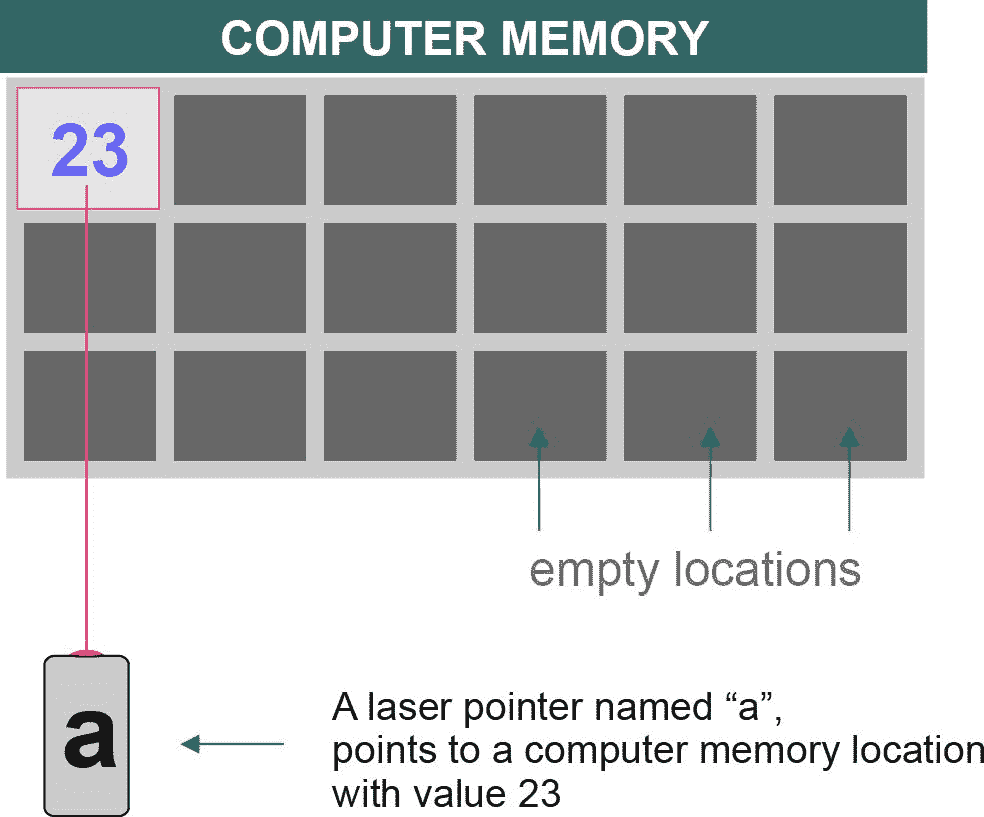 COMPUTER MEMORY
23
empty locations
a
A laser pointer named “a”,
points to a computer memory location
with value 23